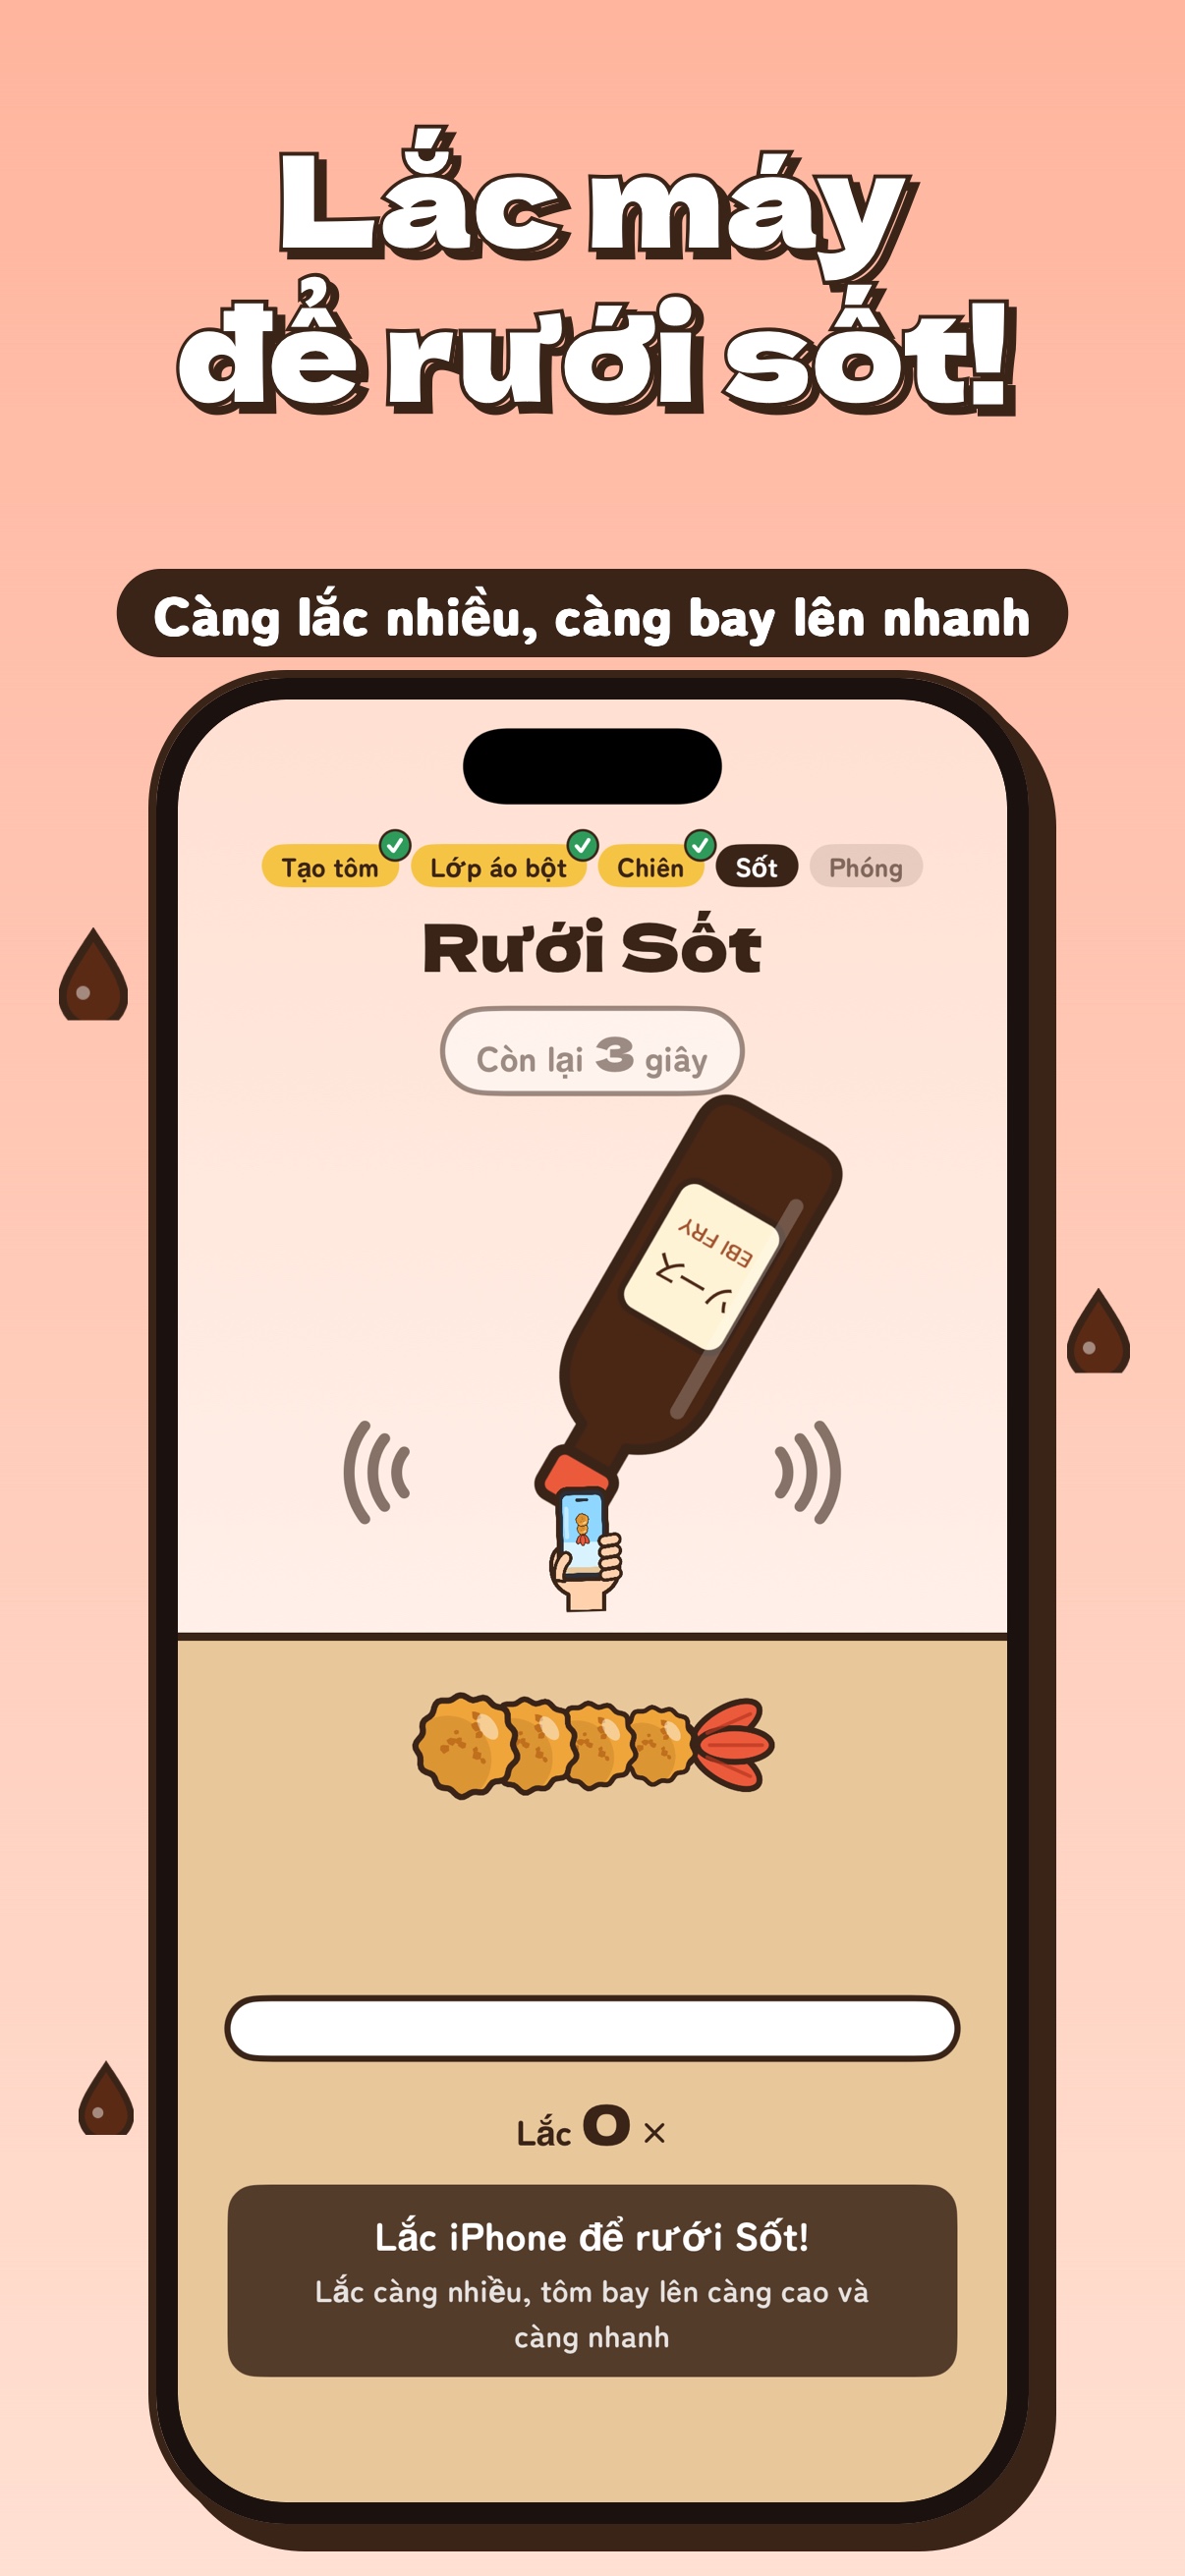 Lắc máy
để rưới sốt!
Càng lắc nhiều, càng bay lên nhanh
Tạo tôm Lớp áo bột Chiên Sốt Phóng
Rưới Sốt
Còn lại 3 giây
ソース
EBI FRY
Lắc 0 ×
Lắc iPhone để rưới Sốt!
Lắc càng nhiều, tôm bay lên càng cao và
càng nhanh